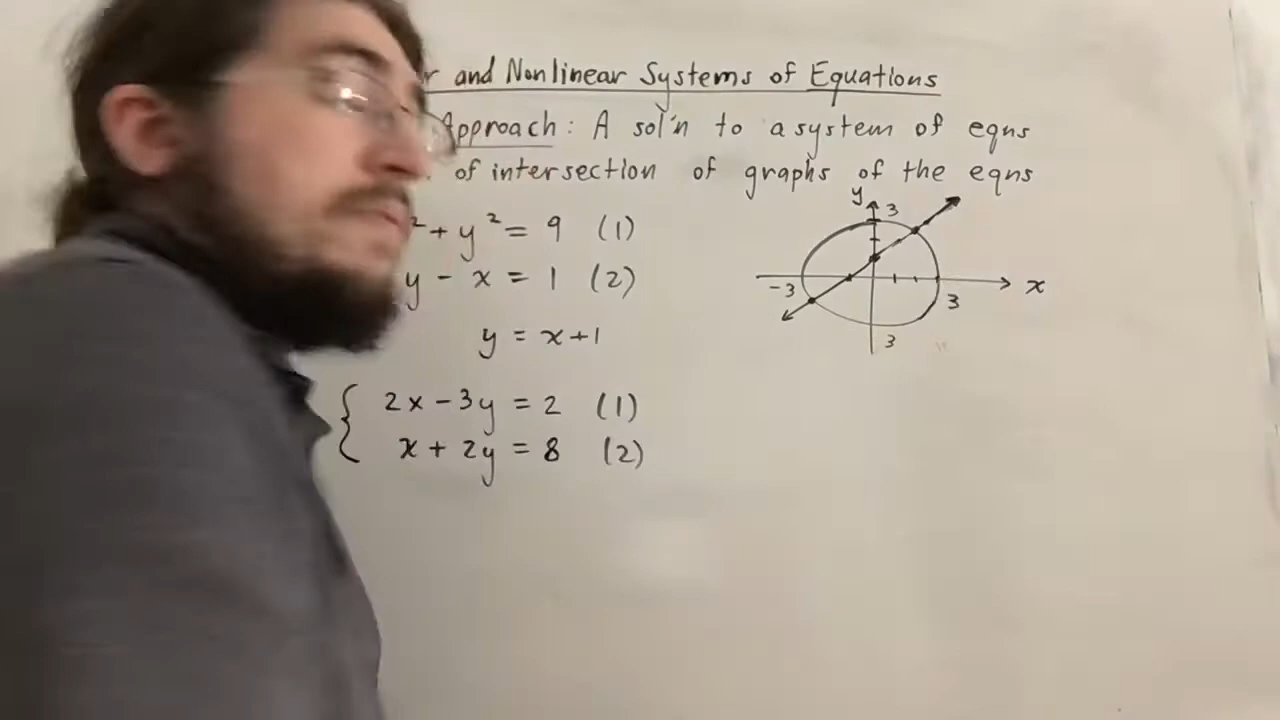 and Nonlinear Systems of Equations
Approach: A sol'n to a system of eqns
of intersection of graphs of the eqns
² + y² = 9 (1)
y - x = 1 (2)
y = x+1
2x - 3y = 2 (1)
x + 2y = 8 (2)
y
3
-3
3
x
3